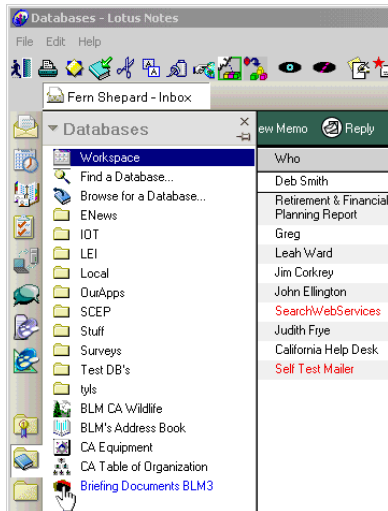 Databases - Lotus Notes
File Edit Help
Fern Shepard - Inbox
Databases
ew Memo Reply
Workspace
Find a Database...
Browse for a Database...
ENews
IOT
LEI
Local
OurApps
SCEP
Stuff
Surveys
Test DB's
tyls
BLM CA Wildlife
BLM's Address Book
CA Equipment
CA Table of Organization
Briefing Documents BLM3
Who
Deb Smith
Retirement & Financial
Planning Report
Greg
Leah Ward
Jim Corkrey
John Ellington
SearchWebServices
Judith Frye
California Help Desk
Self Test Mailer